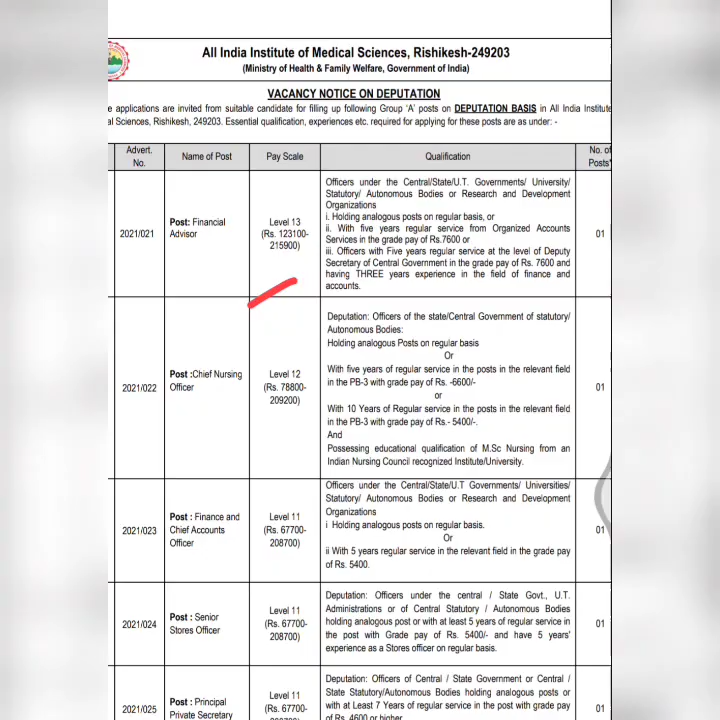 All India Institute of Medical Sciences, Rishikesh-249203
(Ministry of Health & Family Welfare, Government of India)
VACANCY NOTICE ON DEPUTATION
applications are invited from suitable candidate for filling up following Group 'A' posts on DEPUTATION BASIS in All India Institute
Sciences, Rishikesh, 249203. Essential qualification, experiences etc. required for applying for these posts are as under: -
Advert. No.
Name of Post
Pay Scale
Qualification
No. of Posts*
2021/021
Post: Financial
Advisor
Level 13
(Rs. 123100-
215900)
Officers under the Central/State/U.T. Governments/ University/
Statutory/ Autonomous Bodies or Research and Development
Organizations
i. Holding analogous posts on regular basis, or
ii. With five years regular service from Organized Accounts
Services in the grade pay of Rs.7600 or
iii. Officers with Five years regular service at the level of Deputy
Secretary of Central Government in the grade pay of Rs. 7600 and
having THREE years experience in the field of finance and
accounts.
01
2021/022
Post :Chief Nursing
Officer
Level 12
(Rs. 78800-
209200)
Deputation: Officers of the state/Central Government of statutory/
Autonomous Bodies:
Holding analogous Posts on regular basis
Or
With five years of regular service in the posts in the relevant field
in the PB-3 with grade pay of Rs. -6600/-
or
With 10 Years of Regular service in the posts in the relevant field
in the PB-3 with grade pay of Rs.- 5400/-.
And
Possessing educational qualification of M.Sc Nursing from an
Indian Nursing Council recognized Institute/University.
01
2021/023
Post : Finance and
Chief Accounts
Officer
Level 11
(Rs. 67700-
208700)
Officers under the Central/State/U.T Governments/ Universities/
Statutory/ Autonomous Bodies or Research and Development
Organizations
i Holding analogous posts on regular basis.
Or
ii With 5 years regular service in the relevant field in the grade pay
of Rs. 5400.
01
2021/024
Post : Senior
Stores Officer
Level 11
(Rs. 67700-
208700)
Deputation: Officers under the central / State Govt., U.T.
Administrations or of Central Statutory / Autonomous Bodies
holding analogous post or with at least 5 years of regular service in
the post with Grade pay of Rs. 5400/- and have 5 years'
experience as a Stores officer on regular basis.
01
2021/025
Post : Principal
Private Secretary
Level 11
(Rs. 67700-
Deputation: Officers of Central / State Government or Central /
State Statutory/Autonomous Bodies holding analogous posts or
with at Least 7 Years of regular service in the post with grade pay
of Rs. 4600 or higher
01